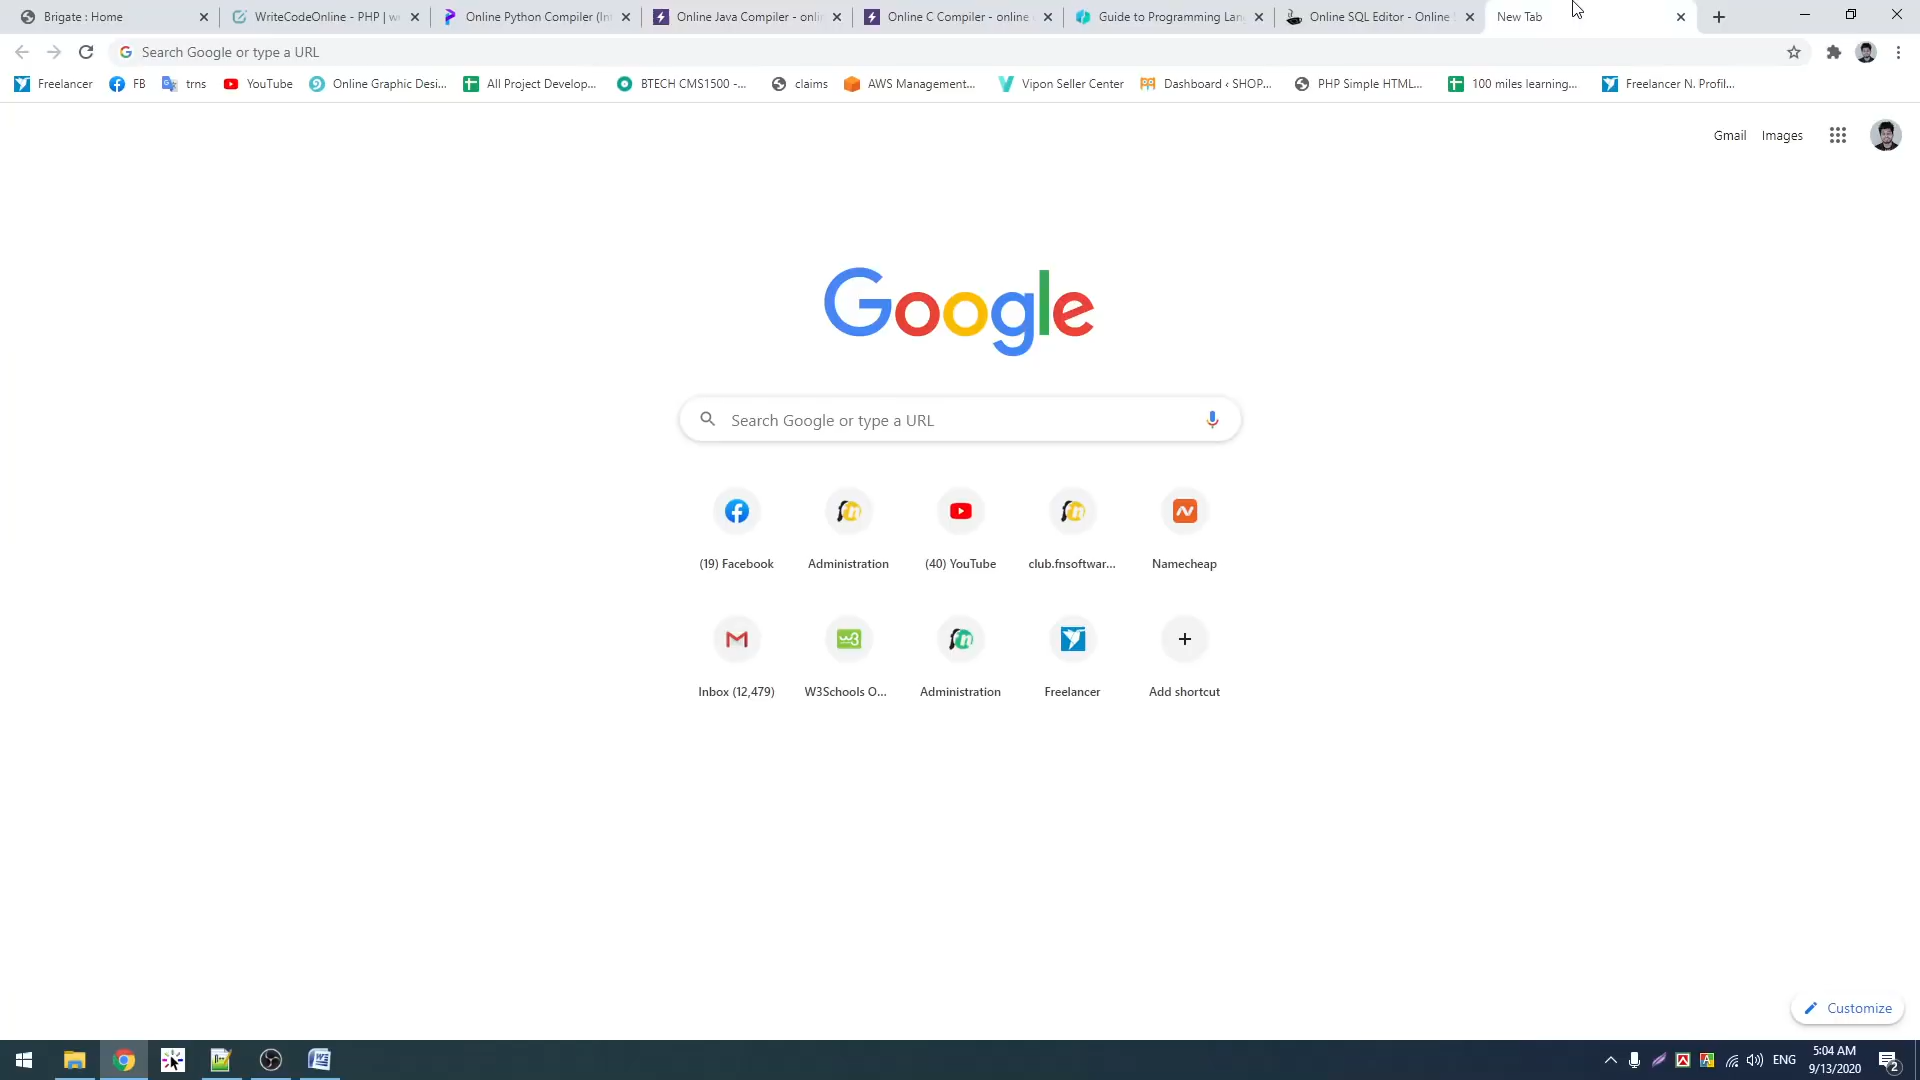 Brigate : Home
WriteCodeOnline - PHP | w
Online Python Compiler (In
Online Java Compiler - onli
Online C Compiler - online
Guide to Programming Lan
Online SQL Editor - Online
New Tab
Search Google or type a URL
Freelancer
FB
trns
YouTube
Online Graphic Desi...
All Project Develop...
BTECH CMS1500 -...
claims
AWS Management...
Vipon Seller Center
Dashboard ‹ SHOP...
PHP Simple HTML...
100 miles learning...
Freelancer N. Profil...
Gmail
Images
Google
Search Google or type a URL
(19) Facebook
Administration
(40) YouTube
club.fnsoftwar...
Namecheap
Inbox (12,479)
W3Schools O...
Administration
Freelancer
Add shortcut
Customize
ENG
5:04 AM
9/13/2020
2